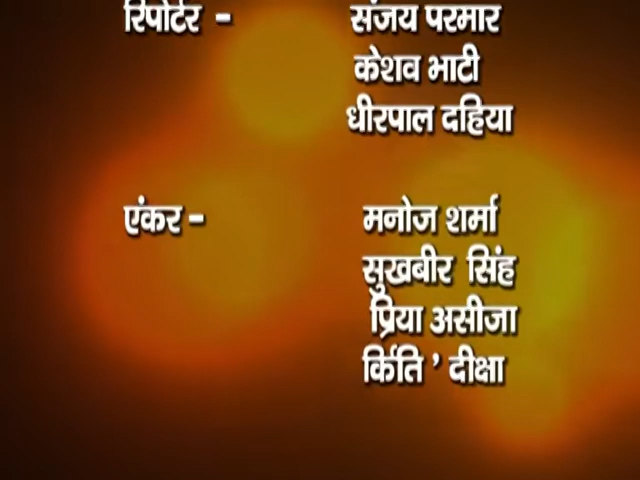 रिपोर्टर - संजय परमार
केशव भाटी
धीरपाल दहिया
एंकर - मनोज शर्मा
सुखबीर सिंह
प्रिया असीजा
किर्ति ' दीक्षा